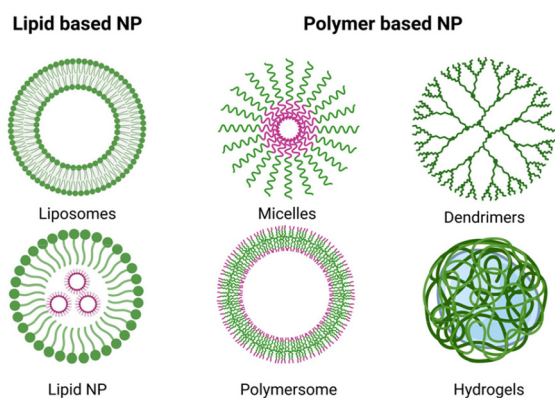 Lipid based NP
Polymer based NP
Liposomes
Micelles
Dendrimers
Lipid NP
Polymersome
Hydrogels